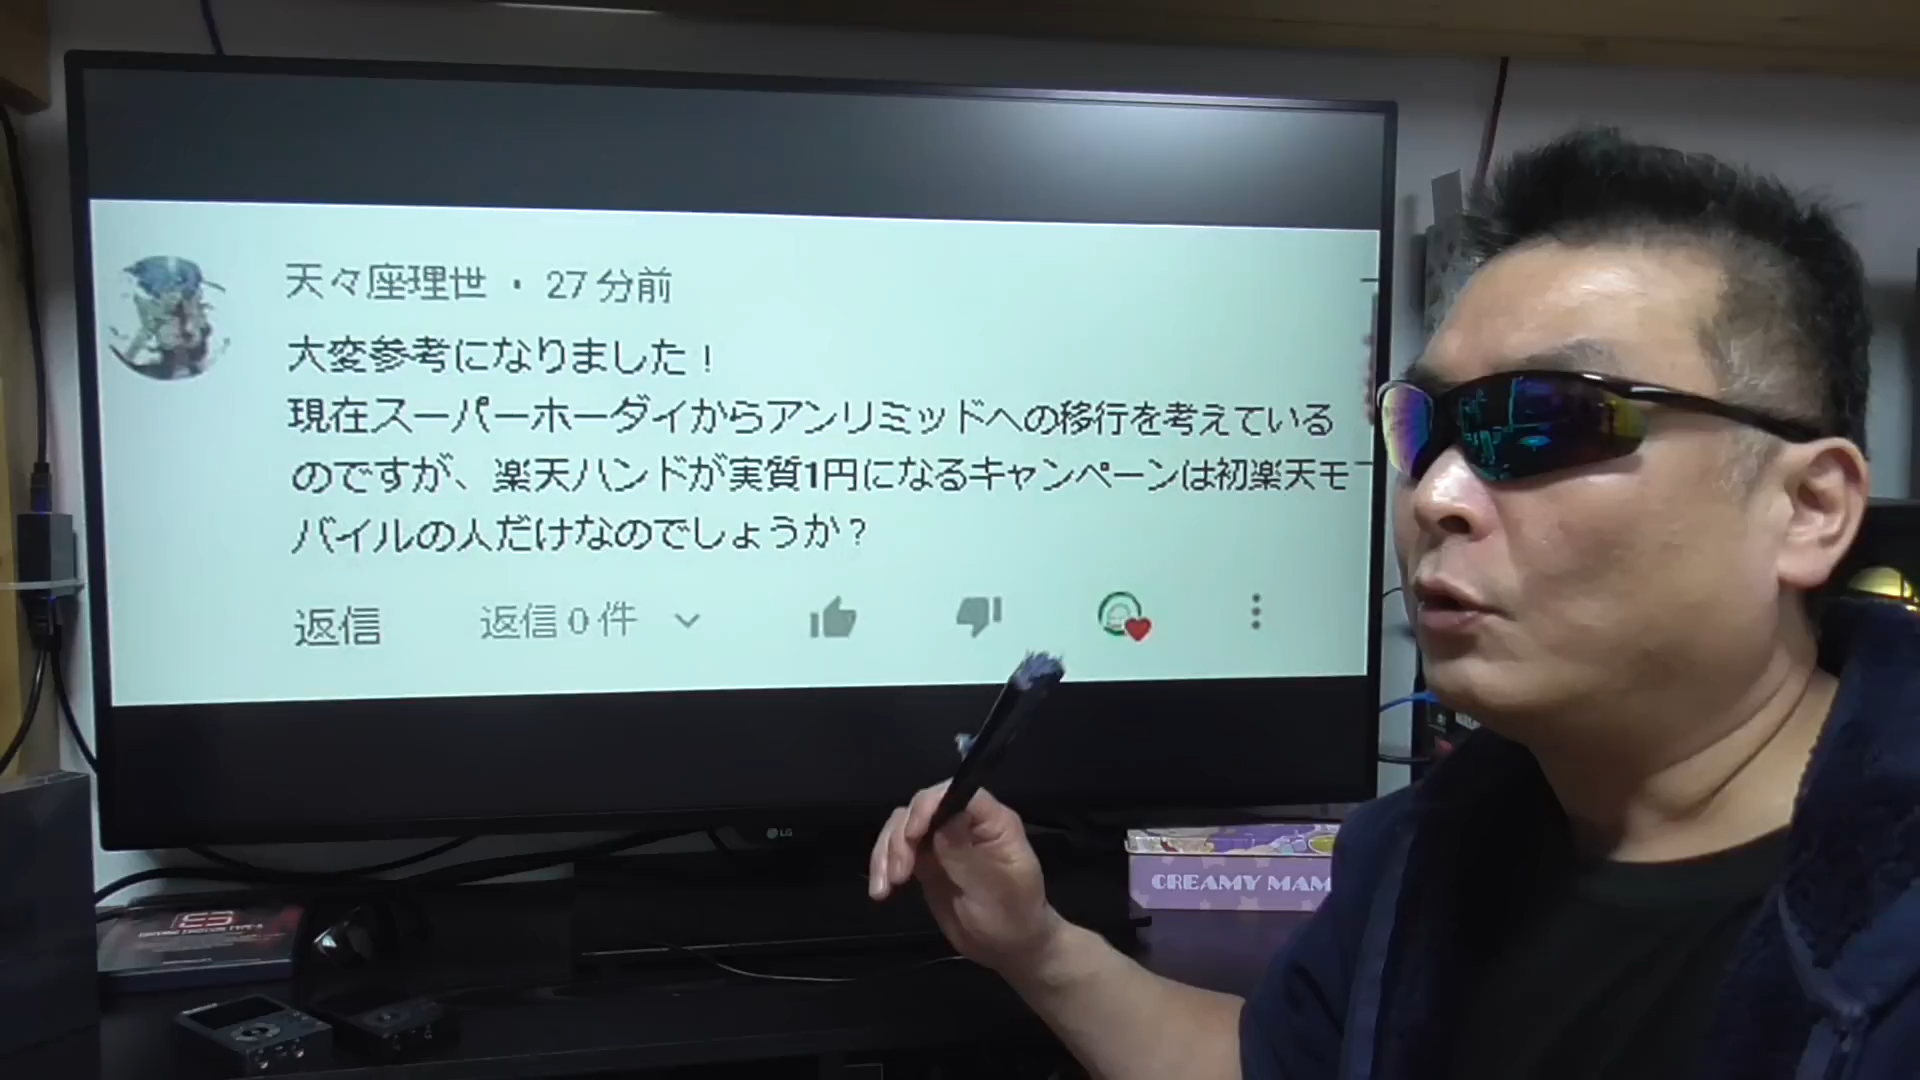 天々座理世・27 分前
大変参考になりました！
現在スーパーホーダイからアンリミッドへの移行を考えている
のですが、楽天ハンドが実質1円になるキャンペーンは初楽天モ
バイルの人だけなのでしょうか？
返信 返信 0 件
LG
CREAMY MAM